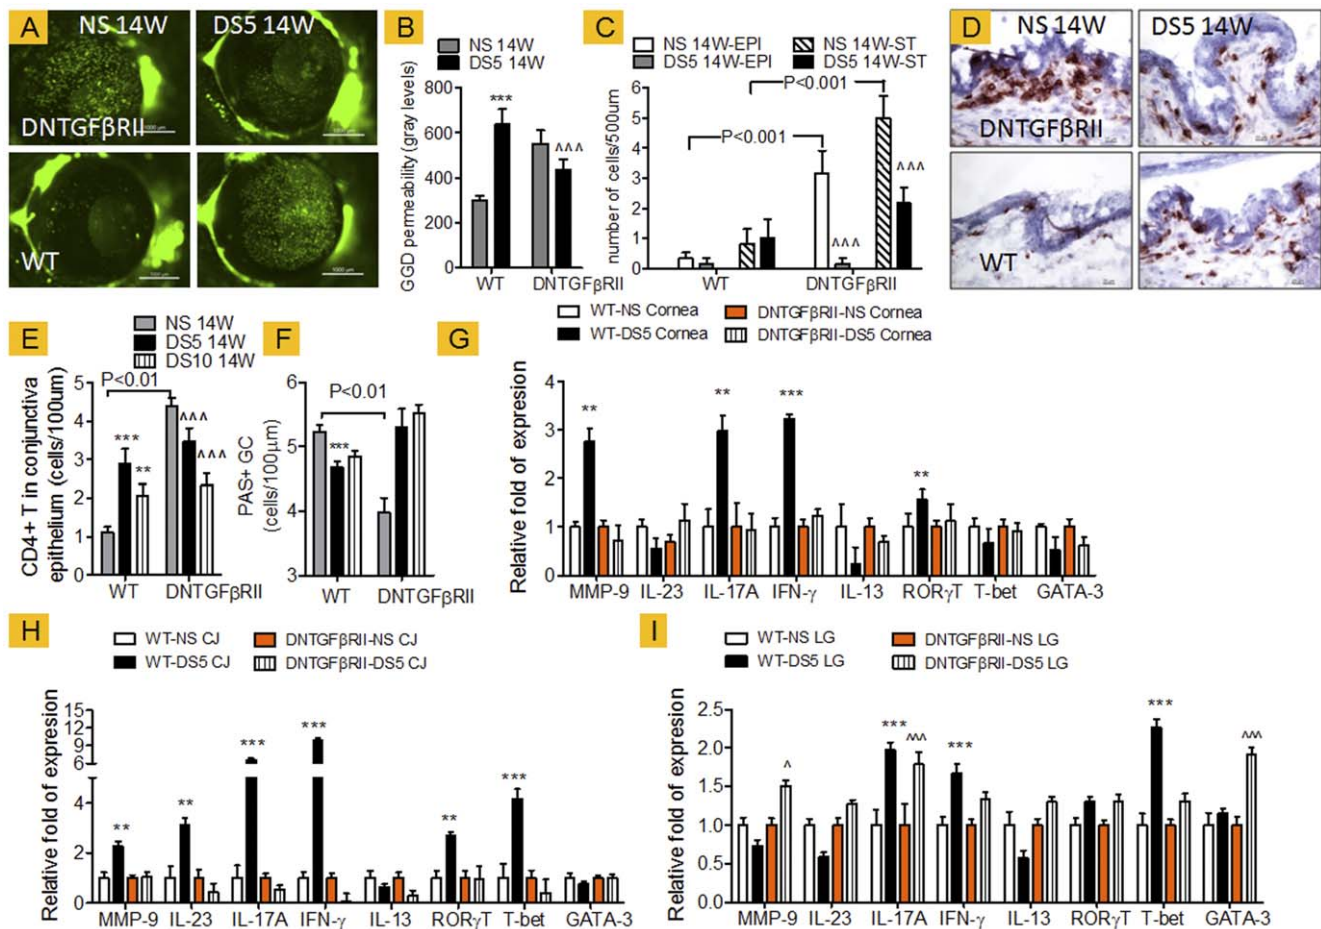 A
NS 14W
DS5 14W
DNTGFβRII
WT
B
NS 14W
DS5 14W
GGD permeability (gray levels)
800
600
400
200
0
***
^^^
WT
DNTGFβRII
C
NS 14W-EPI
DS5 14W-EPI
NS 14W-ST
DS5 14W-ST
number of cells/500um
6
5
4
3
2
1
0
P<0.001
P<0.001
^^^
^^^
WT
DNTGFβRII
D
NS 14W
DS5 14W
DNTGFβRII
WT
E
NS 14W
DS5 14W
DS10 14W
CD4+ T in conjunctiva
epithelium (cells/100um)
5
4
3
2
1
0
P<0.01
***
**
^^^
^^^
WT
DNTGFβRII
F
PAS+ GC
(cells/100μm)
6
5
4
3
P<0.01
***
WT
DNTGFβRII
G
WT-NS Cornea
WT-DS5 Cornea
DNTGFβRII-NS Cornea
DNTGFβRII-DS5 Cornea
Relative fold of expresion
4
3
2
1
0
**
**
***
**
MMP-9 IL-23 IL-17A IFN-γ IL-13 RORγT T-bet GATA-3
H
WT-NS CJ
WT-DS5 CJ
DNTGFβRII-NS CJ
DNTGFβRII-DS5 CJ
Relative fold of expresion
15
12
9
6
4
2
0
**
**
***
***
**
***
MMP-9 IL-23 IL-17A IFN-γ IL-13 RORγT T-bet GATA-3
I
WT-NS LG
WT-DS5 LG
DNTGFβRII-NS LG
DNTGFβRII-DS5 LG
Relative fold of expresion
2.5
2.0
1.5
1.0
0.5
0.0
^
***
^^^
***
***
^^^
MMP-9 IL-23 IL-17A IFN-γ IL-13 RORγT T-bet GATA-3